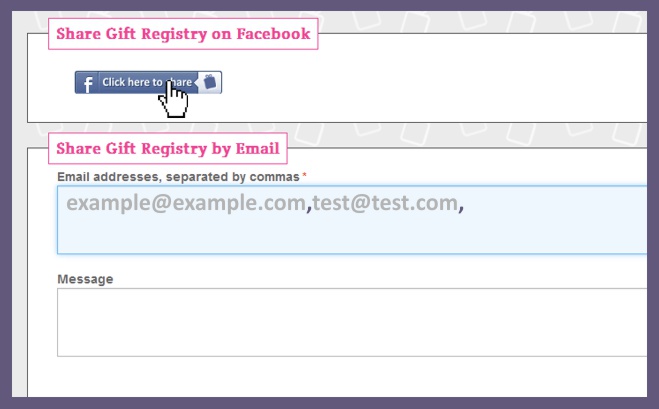 Share Gift Registry on Facebook
f Click here to share
Share Gift Registry by Email
Email addresses, separated by commas *
example@example.com,test@test.com,
Message